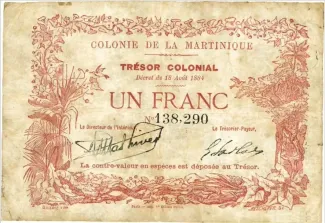 COLONIE DE LA MARTINIQUE
TRÉSOR COLONIAL
Décret du 18 Août 1884
UN FRANC
No 138,290
Le Directeur de l'Intérieur, Le Trésorier-Payeur,
La contre-valeur en espèces est déposée au Trésor.